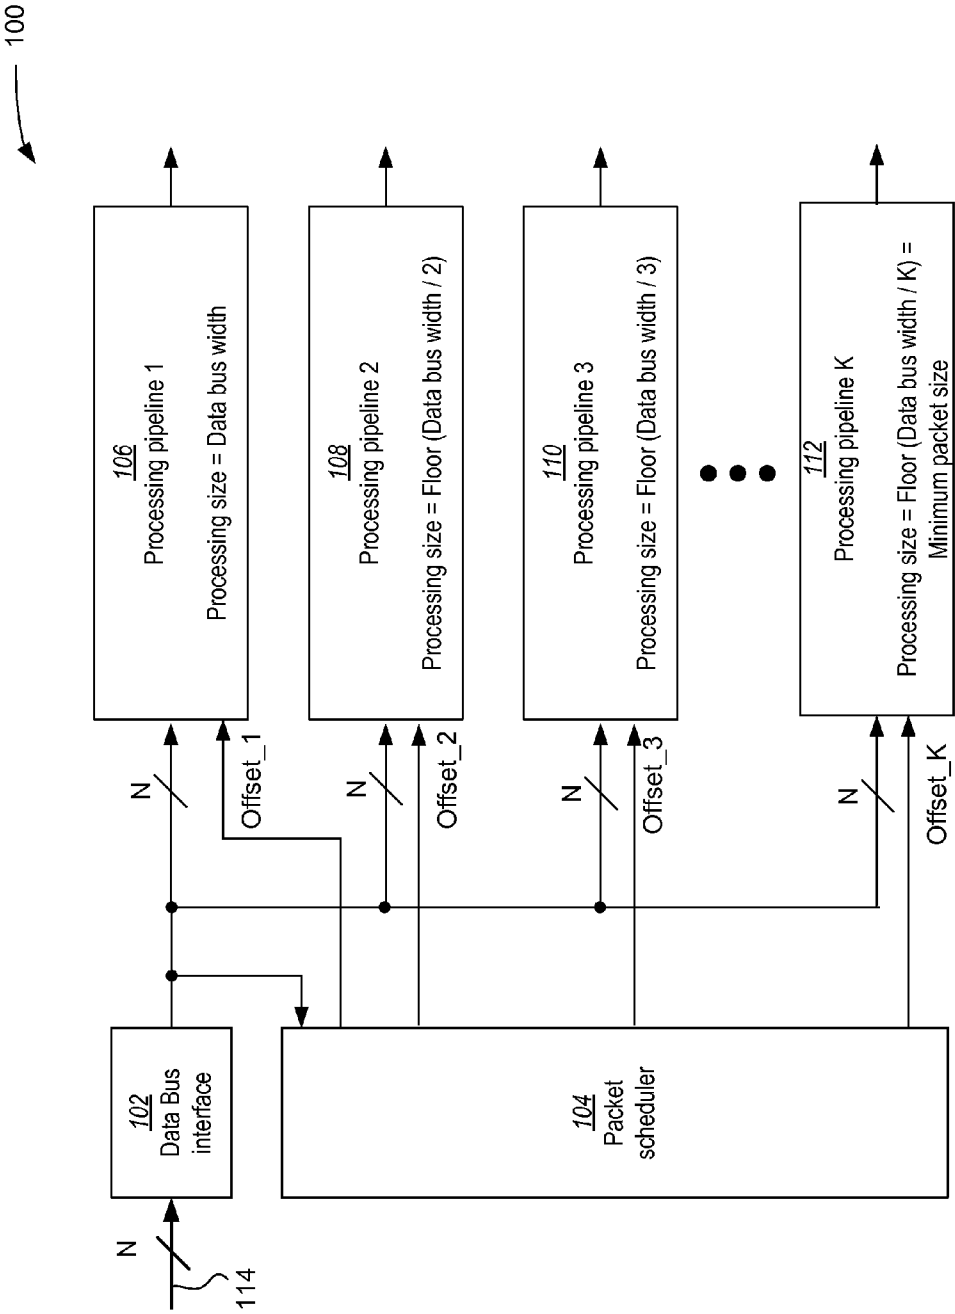 100
114
N
102
Data Bus
interface
104
Packet
scheduler
N
Offset_1
106
Processing pipeline 1
Processing size = Data bus width
N
Offset_2
108
Processing pipeline 2
Processing size = Floor (Data bus width / 2)
N
Offset_3
110
Processing pipeline 3
Processing size = Floor (Data bus width / 3)
N
Offset_K
112
Processing pipeline K
Processing size = Floor (Data bus width / K) =
Minimum packet size